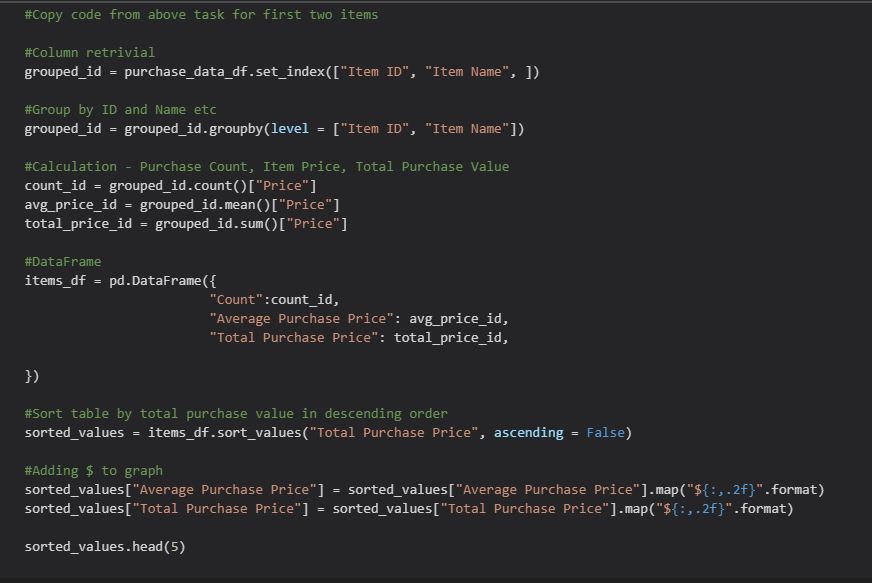 #Copy code from above task for first two items
#Column retrivial
grouped_id = purchase_data_df.set_index(["Item ID", "Item Name", ])
#Group by ID and Name etc
grouped_id = grouped_id.groupby(level = ["Item ID", "Item Name"])
#Calculation - Purchase Count, Item Price, Total Purchase Value
count_id = grouped_id.count()["Price"]
avg_price_id = grouped_id.mean()["Price"]
total_price_id = grouped_id.sum()["Price"]
#DataFrame
items_df = pd.DataFrame({
"Count":count_id,
"Average Purchase Price": avg_price_id,
"Total Purchase Price": total_price_id,
})
#Sort table by total purchase value in descending order
sorted_values = items_df.sort_values("Total Purchase Price", ascending = False)
#Adding $ to graph
sorted_values["Average Purchase Price"] = sorted_values["Average Purchase Price"].map("${:,.2f}".format)
sorted_values["Total Purchase Price"] = sorted_values["Total Purchase Price"].map("${:,.2f}".format)
sorted_values.head(5)